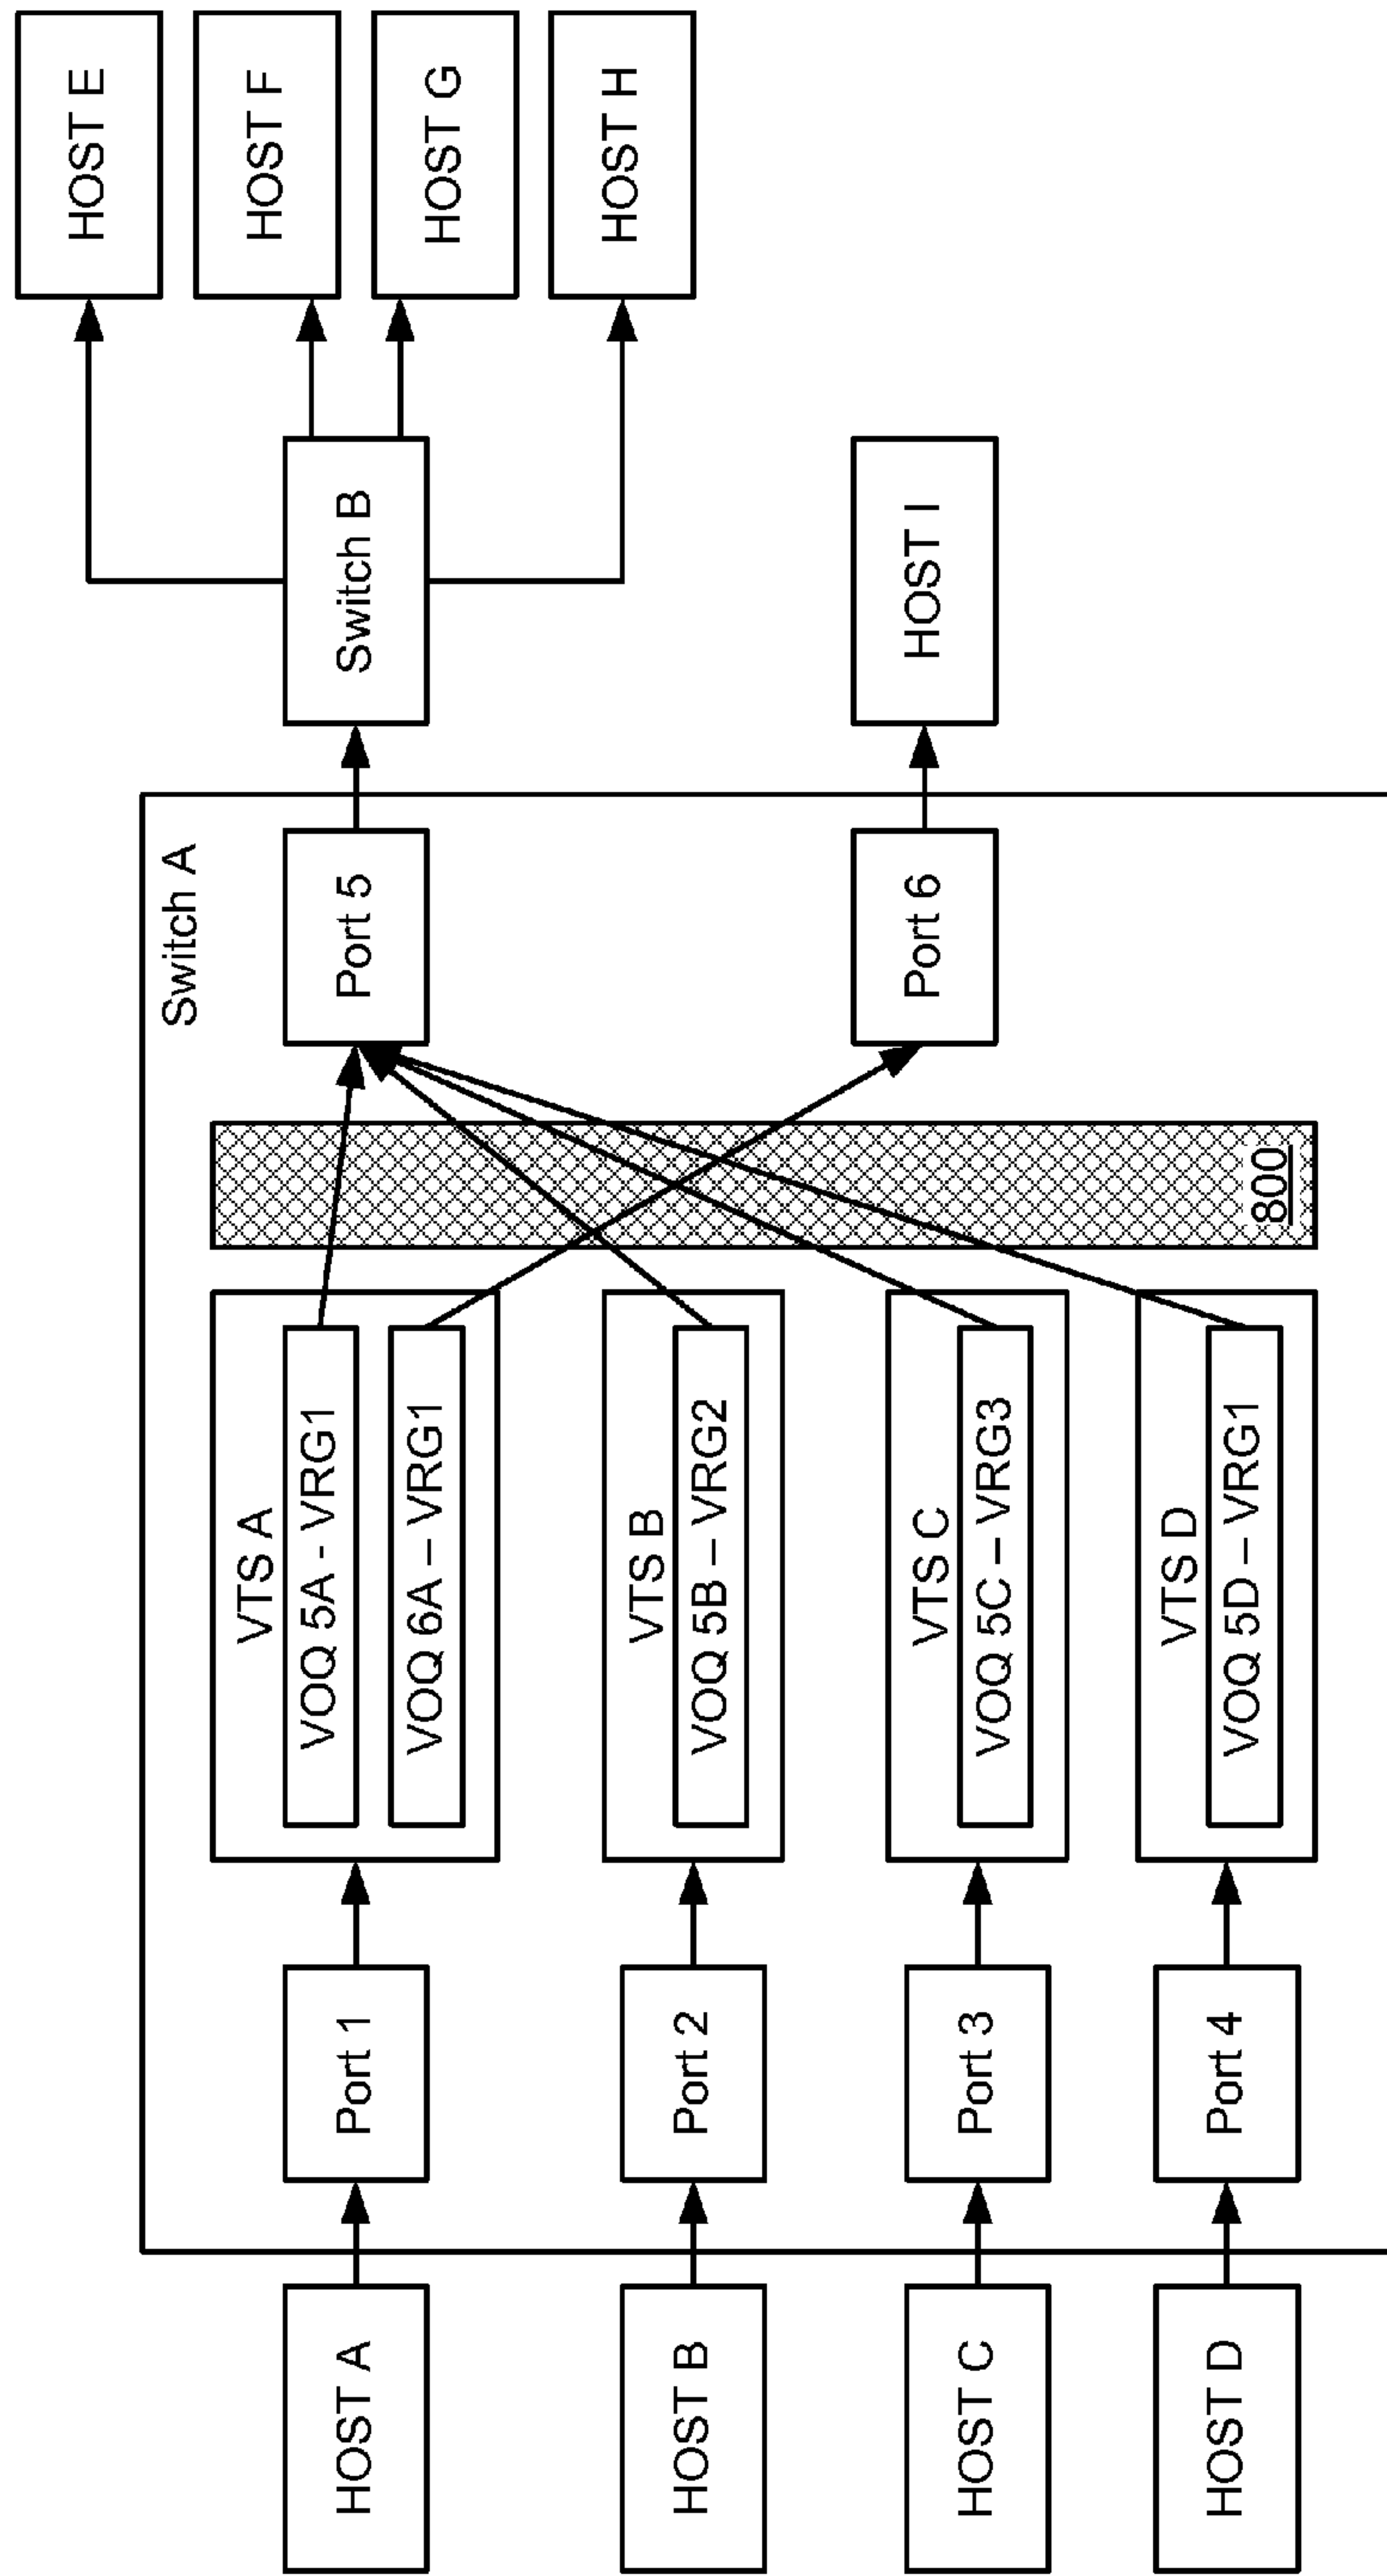 HOST E
HOST F
HOST G
HOST H
Switch B
HOST I
Switch A
Port 5
Port 6
800
VTS A
VOQ 5A - VRG1
VOQ 6A – VRG1
VTS B
VOQ 5B – VRG2
VTS C
VOQ 5C – VRG3
VTS D
VOQ 5D – VRG1
Port 1
Port 2
Port 3
Port 4
HOST A
HOST B
HOST C
HOST D